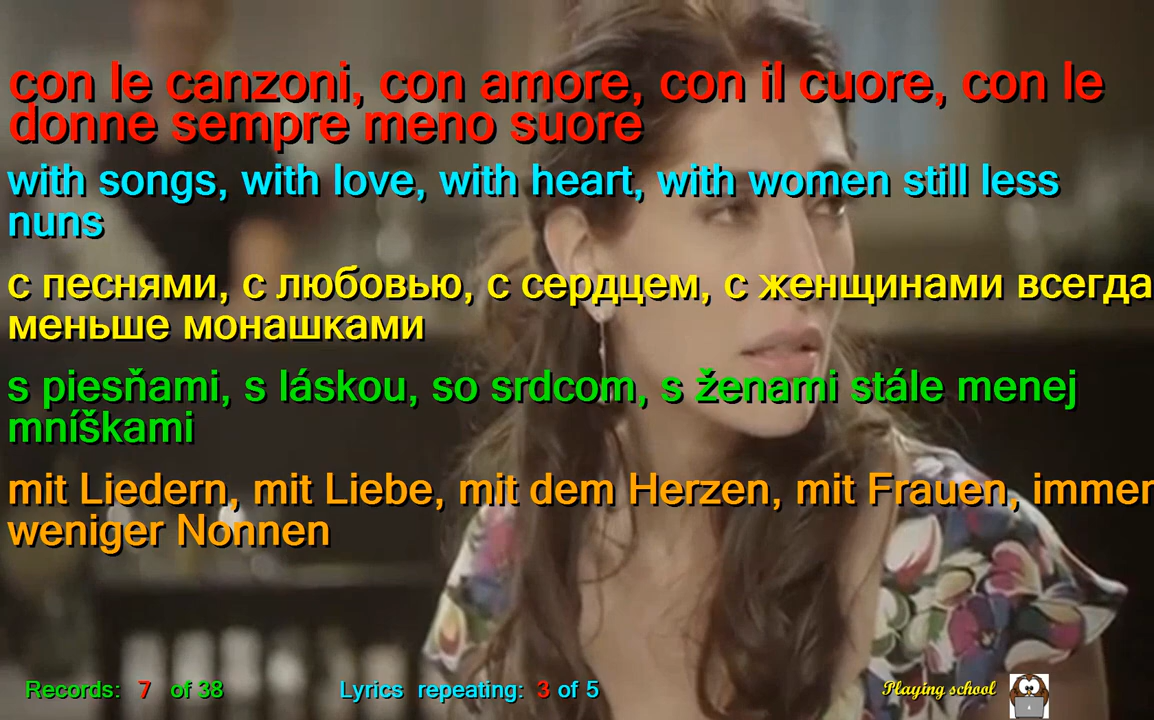 con le canzoni, con amore, con il cuore, con le
donne sempre meno suore
with songs, with love, with heart, with women still less
nuns
с песнями, с любовью, с сердцем, с женщинами всегда
меньше монашками
s piesňami, s láskou, so srdcom, s ženami stále menej
mníškami
mit Liedern, mit Liebe, mit dem Herzen, mit Frauen, immer
weniger Nonnen
Records: 7 of 38 Lyrics repeating: 3 of 5 Playing school